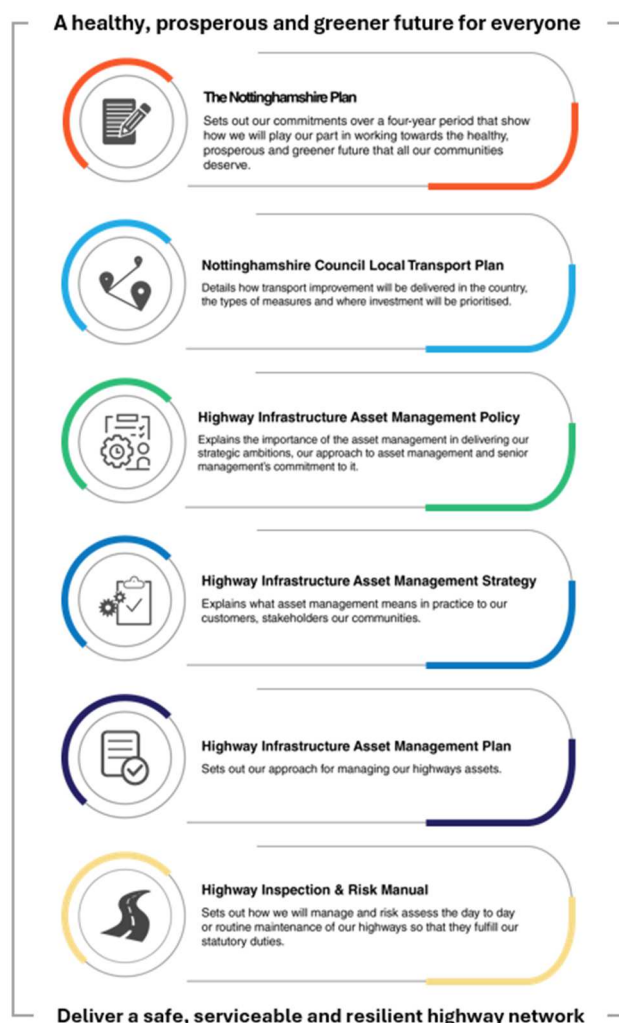 A healthy, prosperous and greener future for everyone
The Nottinghamshire Plan
Sets out our commitments over a four-year period that show
how we will play our part in working towards the healthy,
prosperous and greener future that all our communities
deserve.
Nottinghamshire Council Local Transport Plan
Details how transport improvement will be delivered in the country,
the types of measures and where investment will be prioritised.
Highway Infrastructure Asset Management Policy
Explains the importance of the asset management in delivering our
strategic ambitions, our approach to asset management and senior
management's commitment to it.
Highway Infrastructure Asset Management Strategy
Explains what asset management means in practice to our
customers, stakeholders our communities.
Highway Infrastructure Asset Management Plan
Sets out our approach for managing our highways assets.
Highway Inspection & Risk Manual
Sets out how we will manage and risk assess the day to day
or routine maintenance of our highways so that they fulfill our
statutory duties.
Deliver a safe, serviceable and resilient highway network